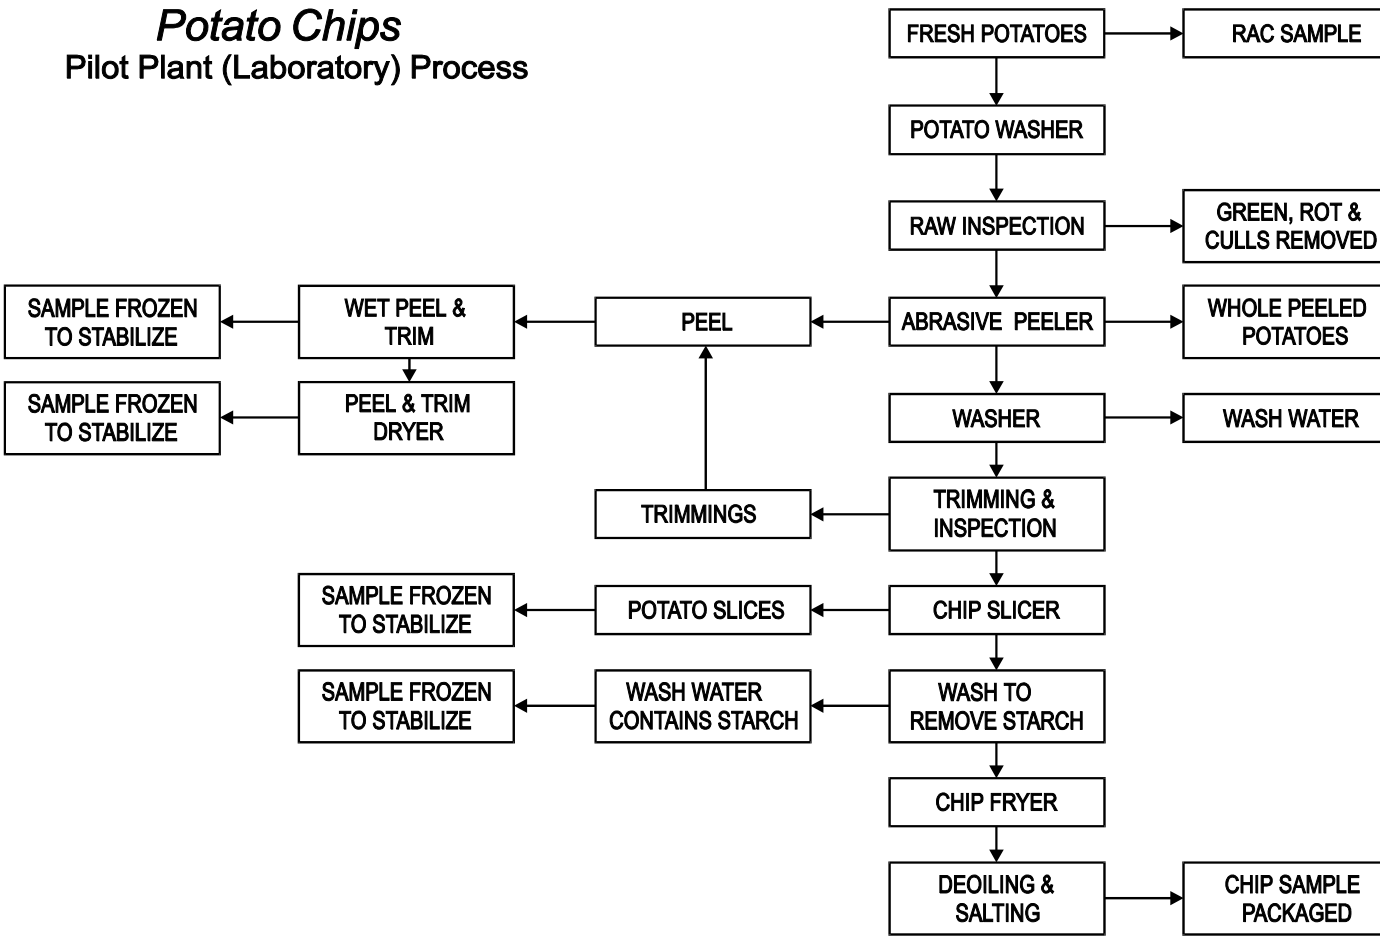 Potato Chips
Pilot Plant (Laboratory) Process
FRESH POTATOES
RAC SAMPLE
POTATO WASHER
RAW INSPECTION
GREEN, ROT &
CULLS REMOVED
SAMPLE FROZEN
TO STABILIZE
WET PEEL &
TRIM
PEEL
ABRASIVE PEELER
WHOLE PEELED
POTATOES
SAMPLE FROZEN
TO STABILIZE
PEEL & TRIM
DRYER
WASHER
WASH WATER
TRIMMINGS
TRIMMING &
INSPECTION
SAMPLE FROZEN
TO STABILIZE
POTATO SLICES
CHIP SLICER
SAMPLE FROZEN
TO STABILIZE
WASH WATER
CONTAINS STARCH
WASH TO
REMOVE STARCH
CHIP FRYER
DEOILING &
SALTING
CHIP SAMPLE
PACKAGED